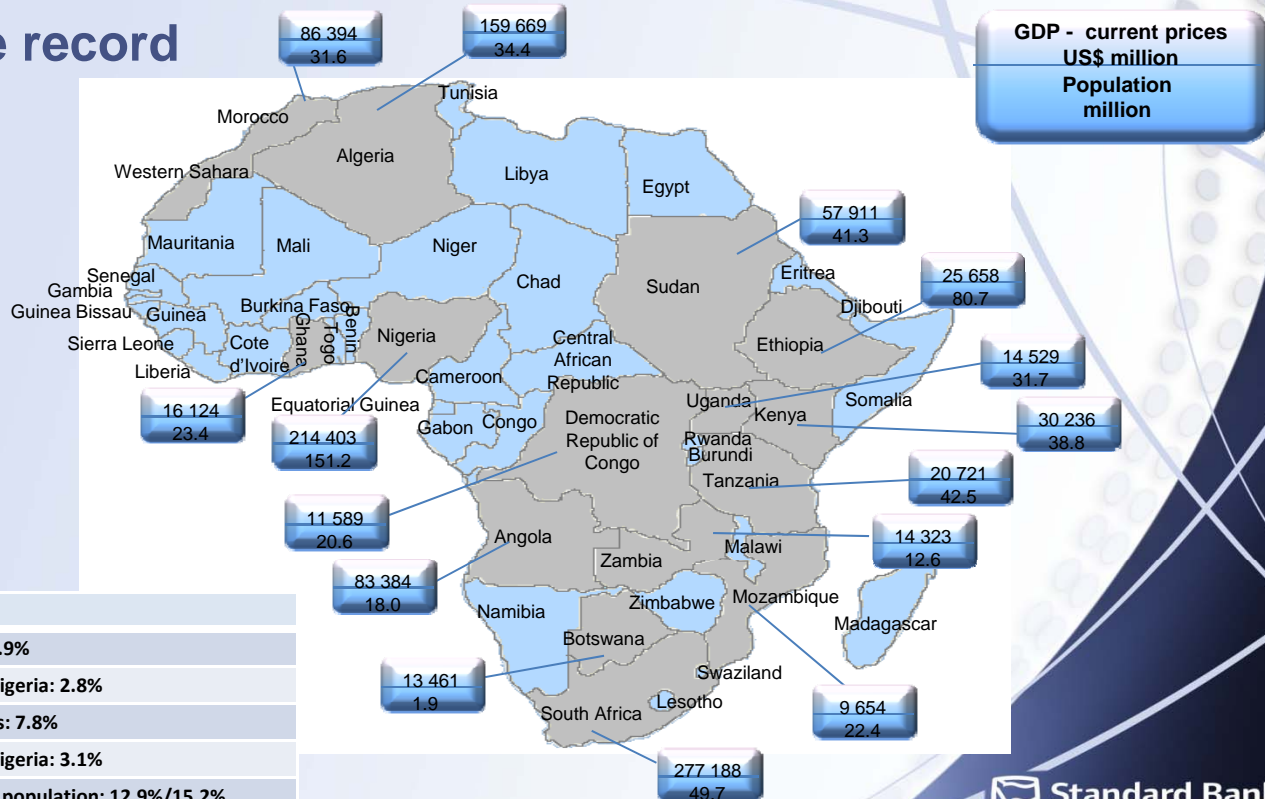 e record
GDP - current prices
US$ million
Population
million
86 394
31.6
159 669
34.4
Tunisia
Morocco
Algeria
Western Sahara
Libya
Egypt
57 911
41.3
Mauritania
Mali
Niger
Chad
Sudan
Eritrea
25 658
80.7
Senegal
Gambia
Guinea Bissau
Guinea
Burkina Faso
Djibouti
Sierra Leone
Liberia
Cote
d'Ivoire
Ghana
Togo
Benin
Nigeria
Central
African
Republic
Ethiopia
14 529
31.7
Cameroon
Equatorial Guinea
Uganda
Kenya
Somalia
16 124
23.4
214 403
151.2
Gabon
Congo
Democratic
Republic of
Congo
Rwanda
Burundi
30 236
38.8
Tanzania
20 721
42.5
11 589
20.6
Angola
Zambia
Malawi
14 323
12.6
83 384
18.0
Namibia
Zimbabwe
Mozambique
Madagascar
Botswana
Swaziland
13 461
1.9
South Africa
Lesotho
9 654
22.4
277 188
49.7
.9%
igeria: 2.8%
s: 7.8%
igeria: 3.1%
population: 12.9%/15.2%
Standard Bank